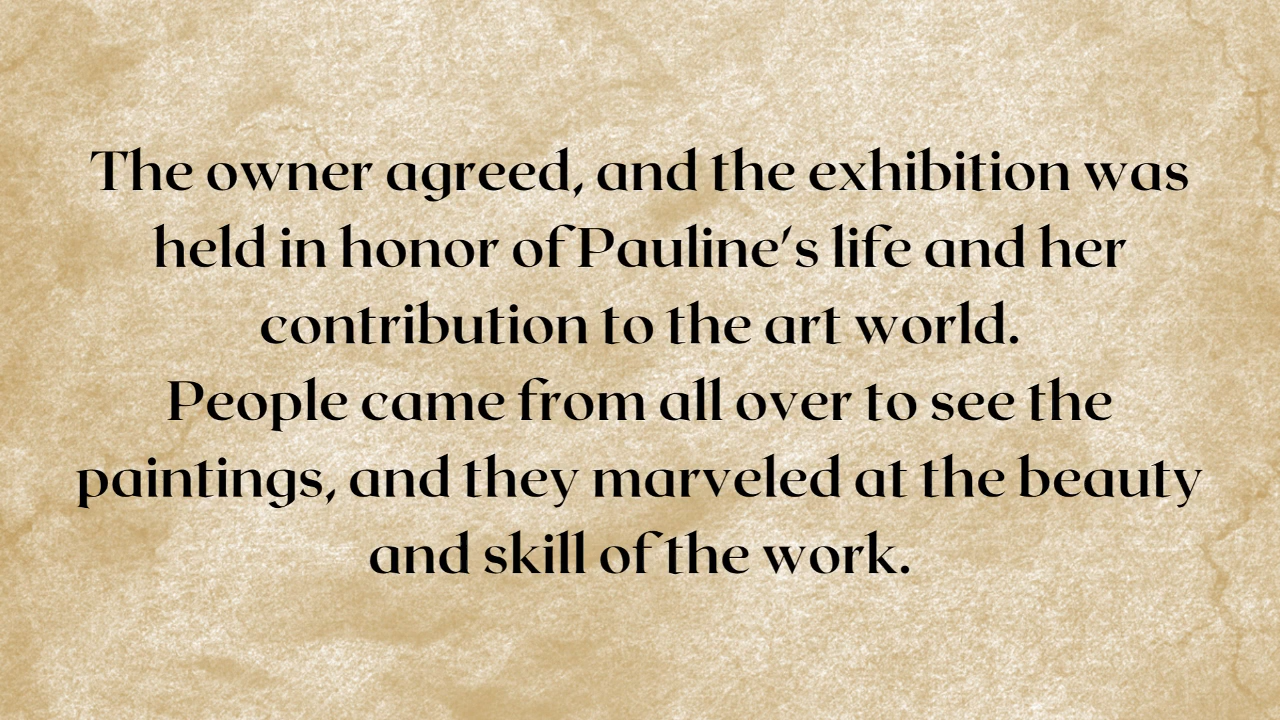 The owner agreed, and the exhibition was
held in honor of Pauline's life and her
contribution to the art world.
People came from all over to see the
paintings, and they marveled at the beauty
and skill of the work.